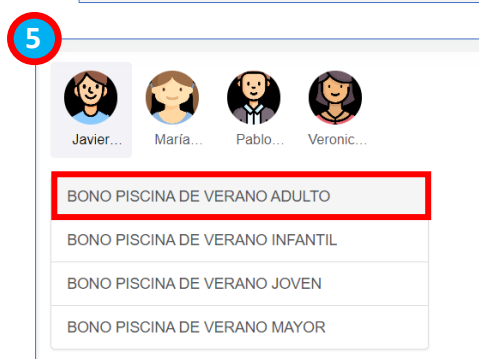 5
Javier... María... Pablo... Veronic...
BONO PISCINA DE VERANO ADULTO
BONO PISCINA DE VERANO INFANTIL
BONO PISCINA DE VERANO JOVEN
BONO PISCINA DE VERANO MAYOR